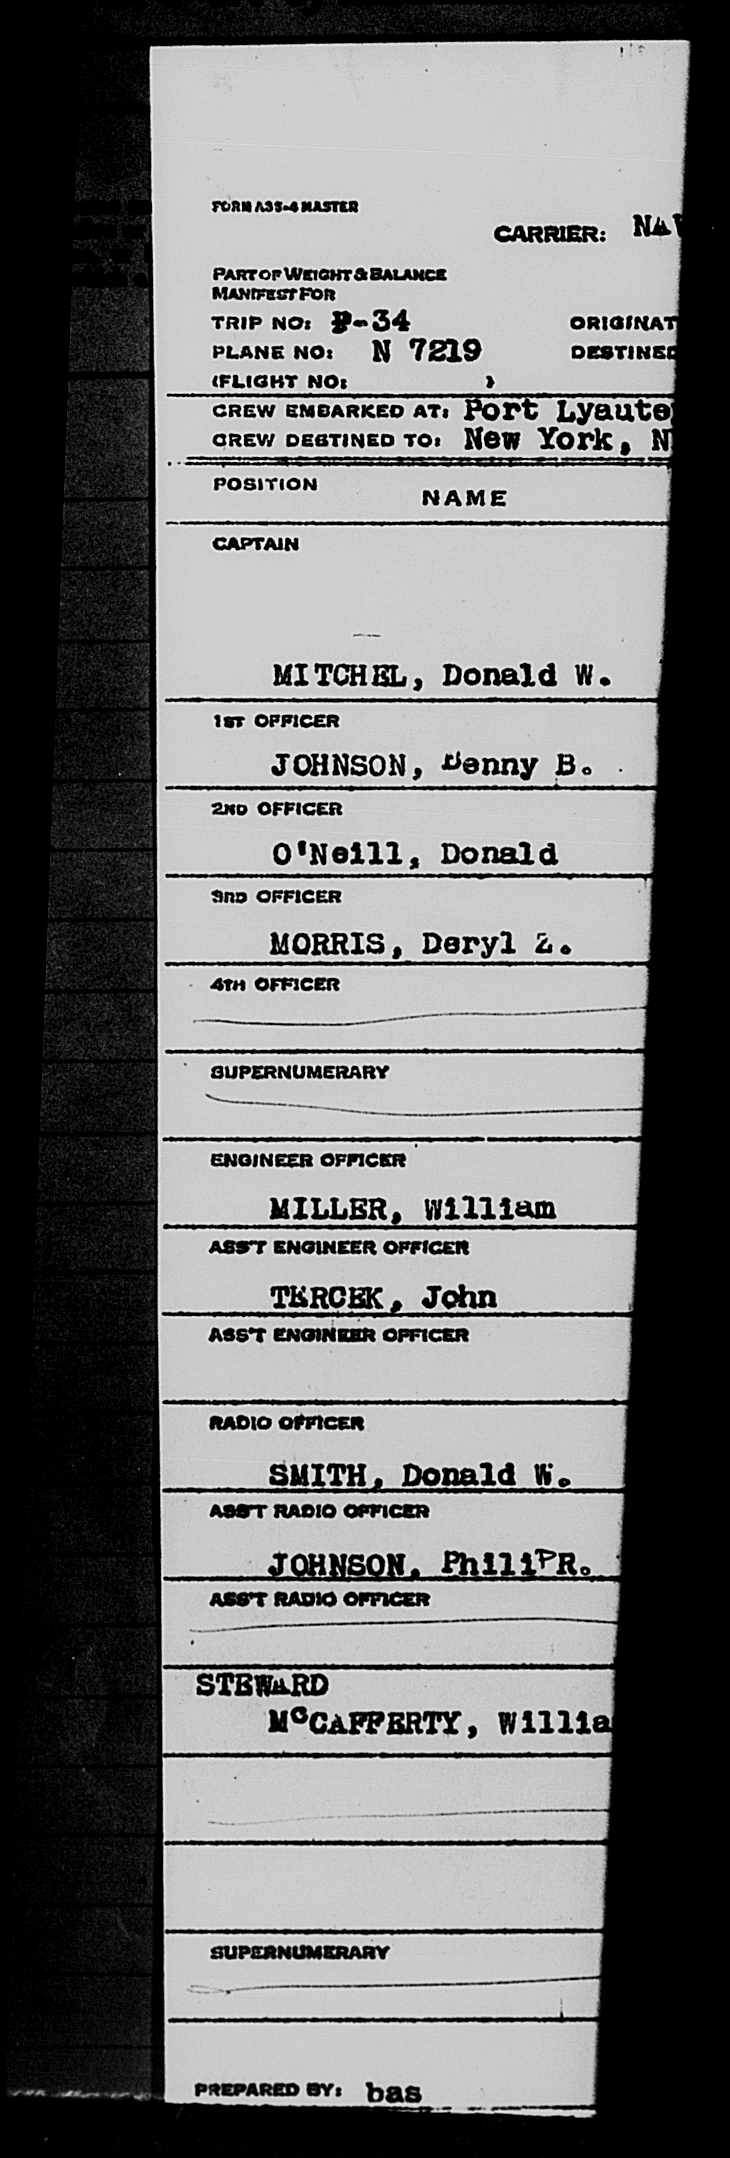 FORM A35-4 MASTER
CARRIER: NAV
PART OF WEIGHT & BALANCE
MANIFEST FOR
TRIP NO: P-34 ORIGINAT
PLANE NO: N 7219 DESTINED
(FLIGHT NO: )
CREW EMBARKED AT: Port Lyaute
CREW DESTINED TO: New York, N
POSITION NAME
CAPTAIN
MITCHEL, Donald W.
1ST OFFICER
JOHNSON, Denny B.
2ND OFFICER
O'Neill, Donald
3RD OFFICER
MORRIS, Deryl Z.
4TH OFFICER
SUPERNUMERARY
ENGINEER OFFICER
MILLER, William
ASS'T ENGINEER OFFICER
TERCEK, John
ASS'T ENGINEER OFFICER
RADIO OFFICER
SMITH, Donald W.
ASS'T RADIO OFFICER
JOHNSON, Philip R.
ASS'T RADIO OFFICER
STEWARD
McCAFFERTY, Willia
SUPERNUMERARY
PREPARED BY: bas